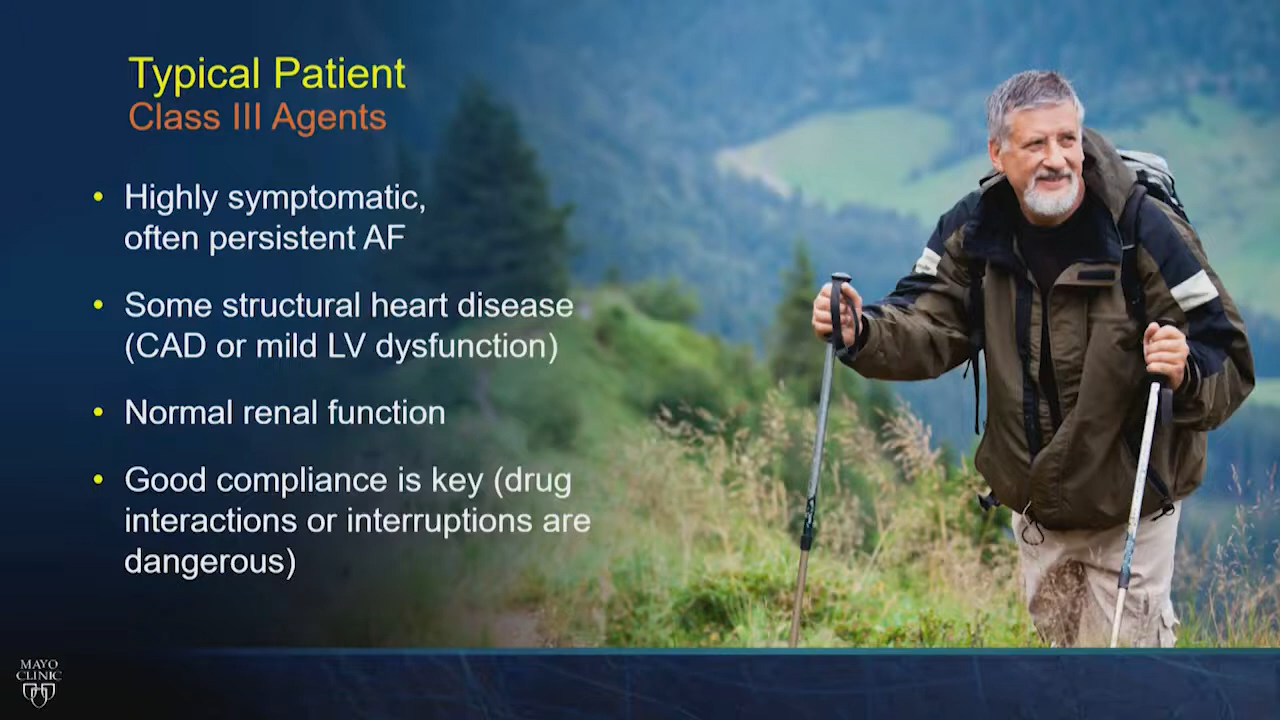 Typical Patient
Class III Agents
• Highly symptomatic,
often persistent AF
• Some structural heart disease
(CAD or mild LV dysfunction)
• Normal renal function
• Good compliance is key (drug
interactions or interruptions are
dangerous)
MAYO
CLINIC